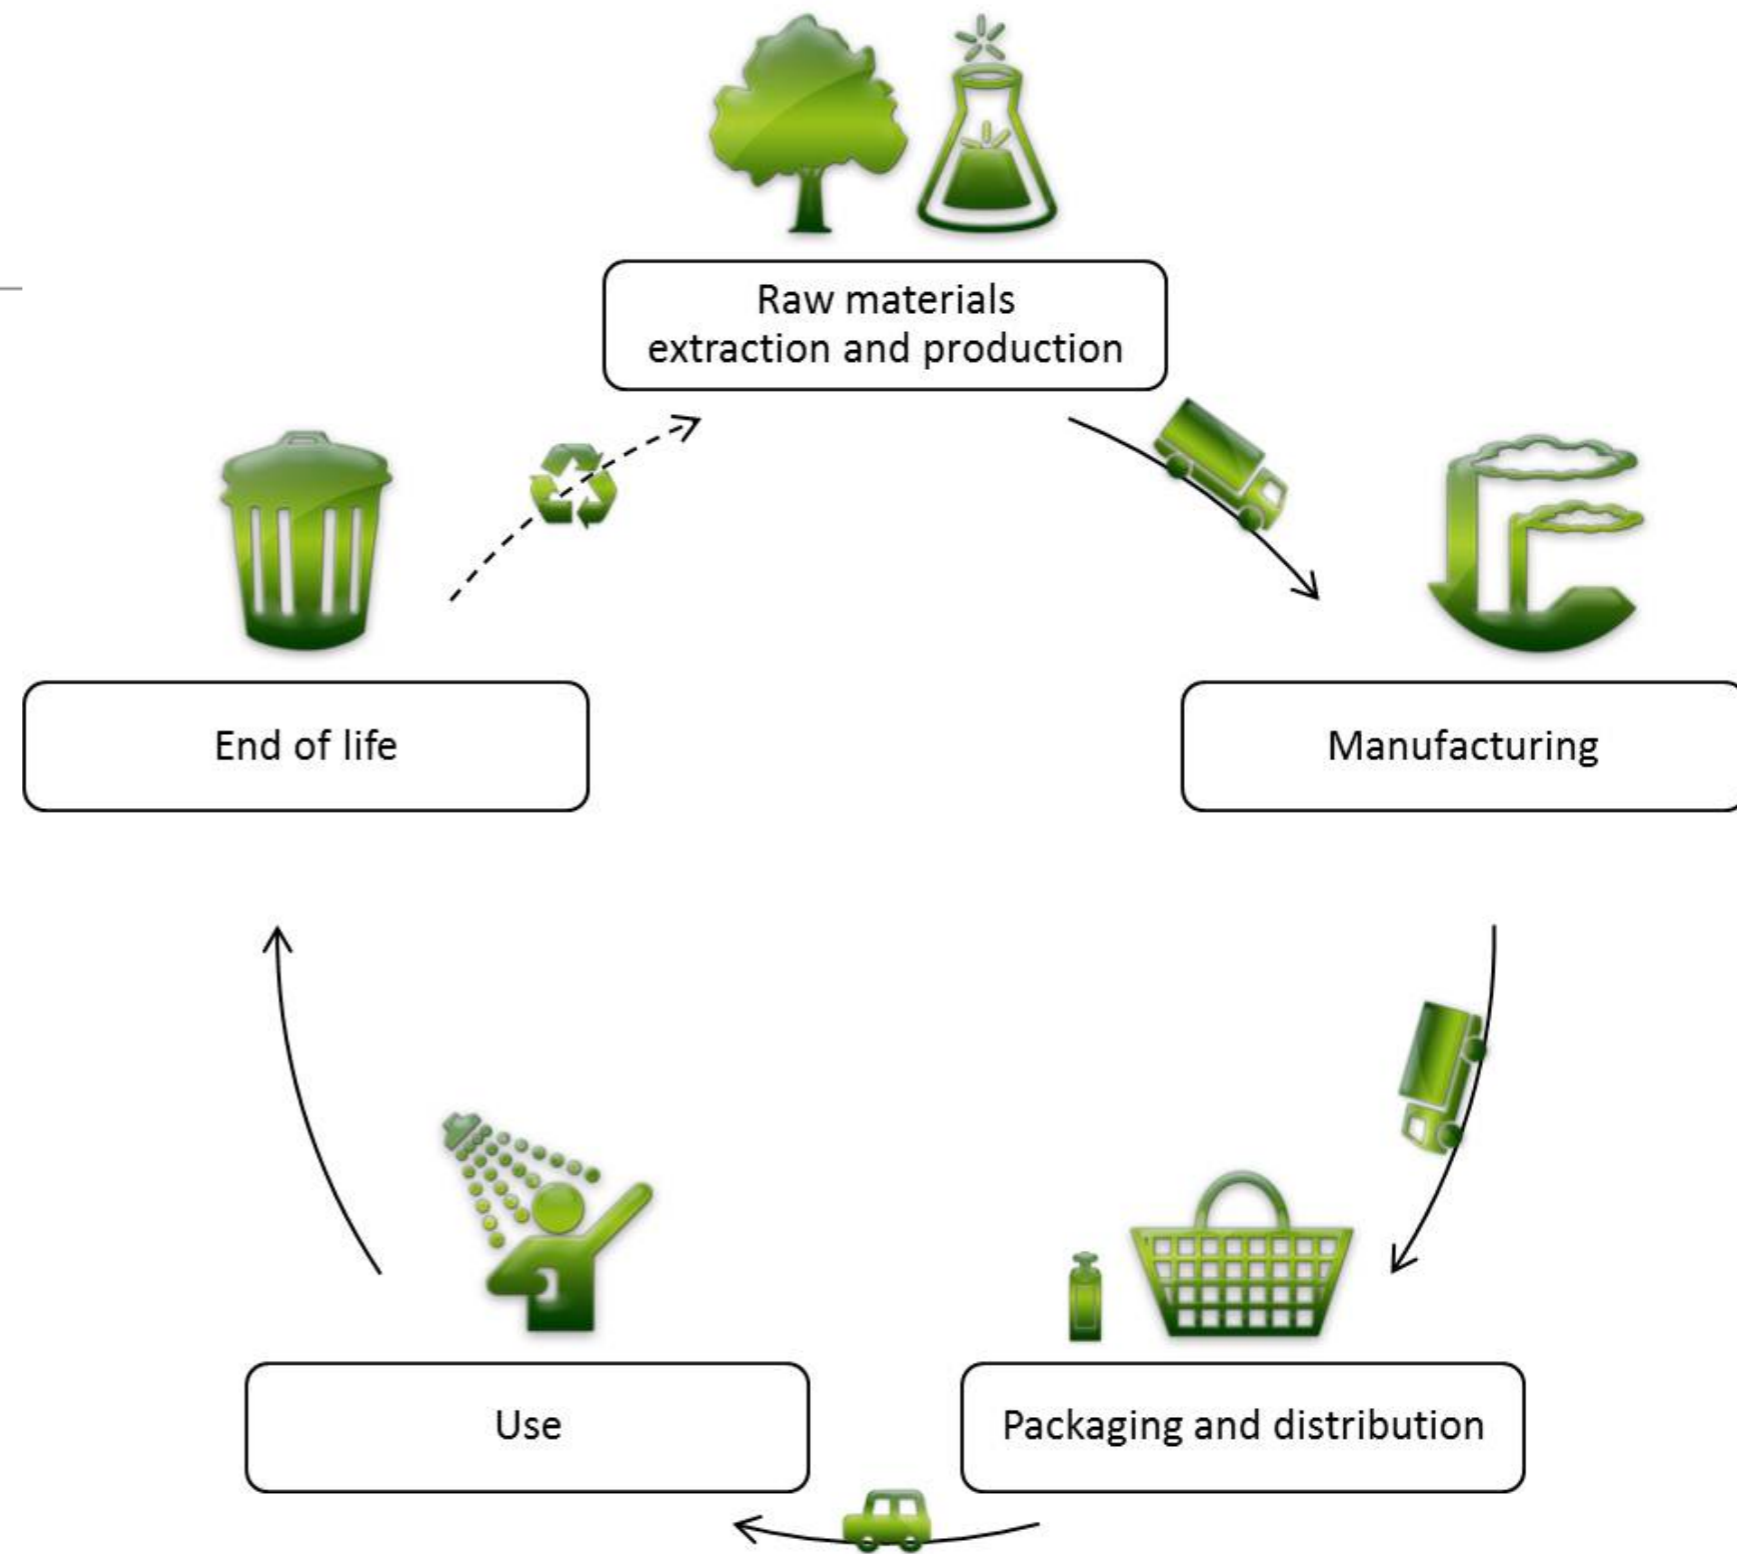 Raw materials
extraction and production
End of life
Manufacturing
Use
Packaging and distribution